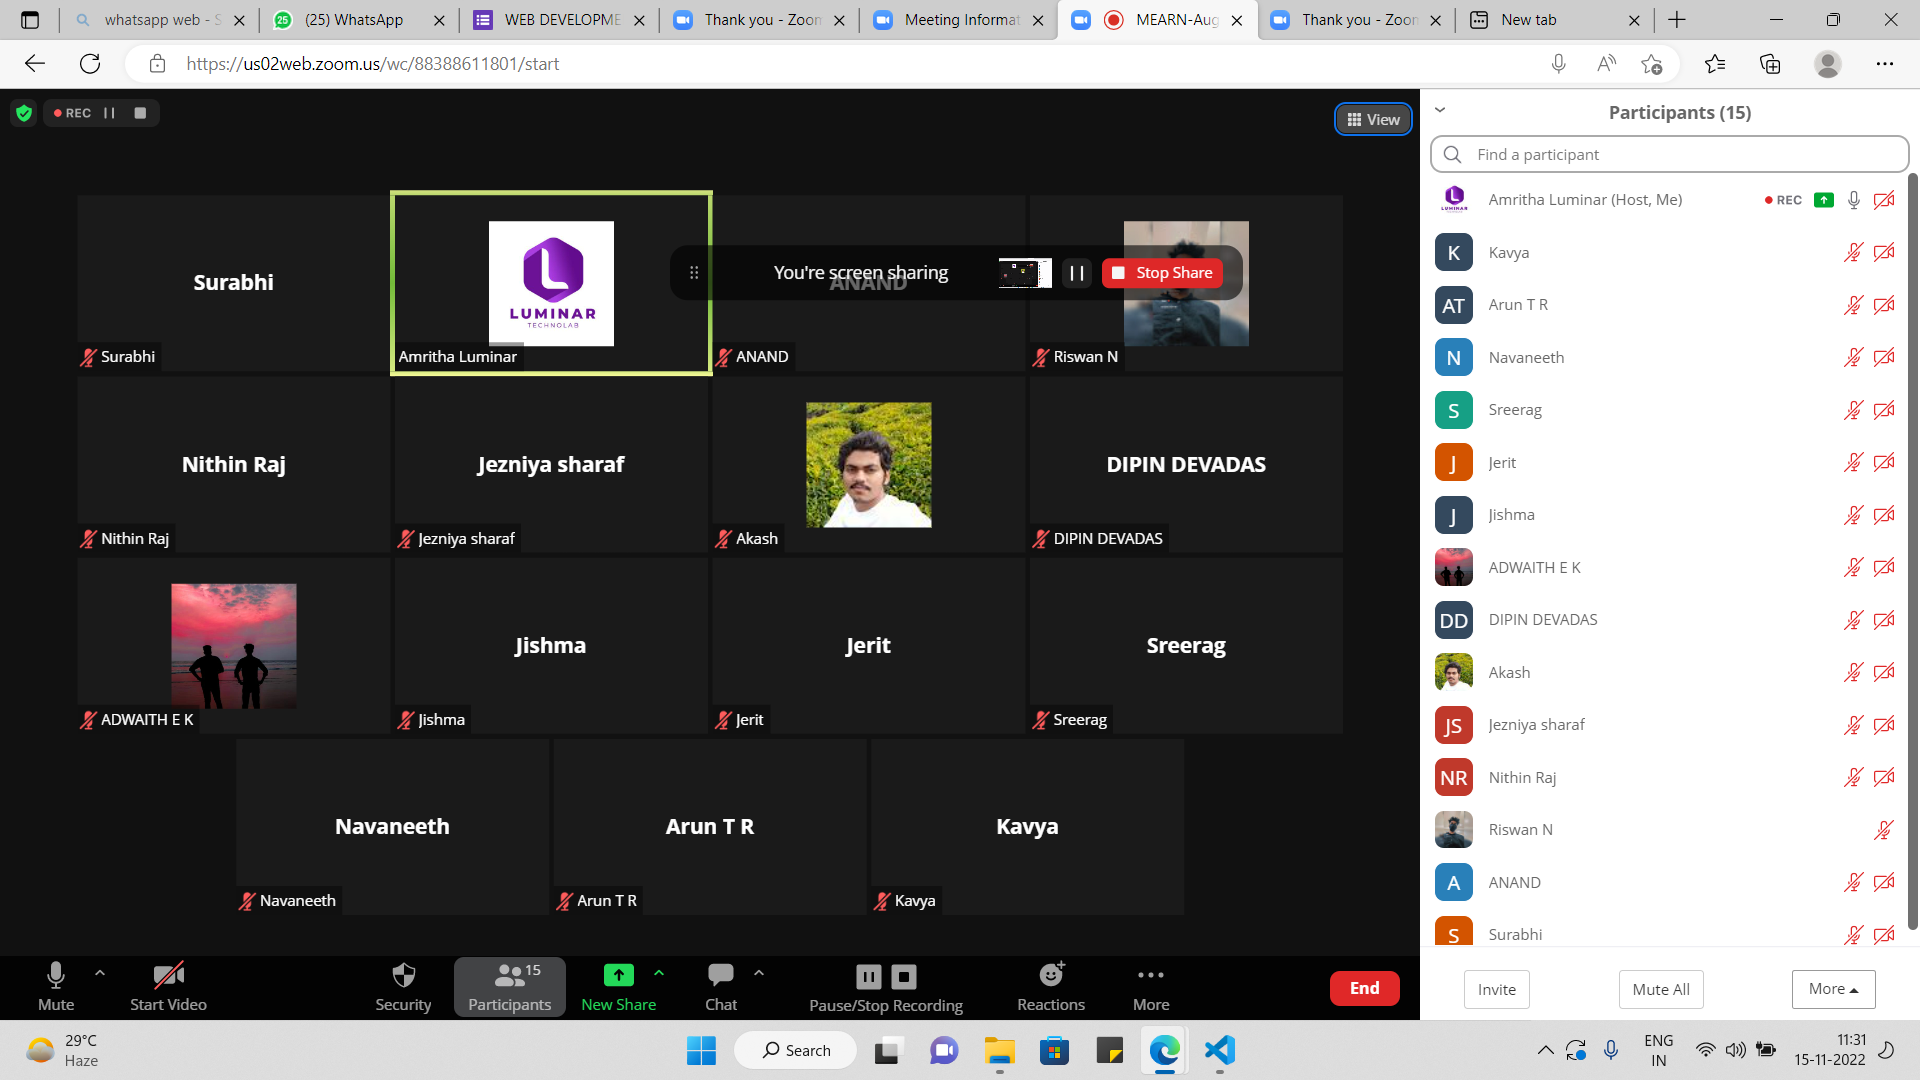 whatsapp web - S
(25) WhatsApp
WEB DEVELOPME
Thank you - Zoom
Meeting Informat
MEARN-Aug
Thank you - Zoom
New tab
https://us02web.zoom.us/wc/88388611801/start
REC
View
Participants (15)
Find a participant
You're screen sharing
Stop Share
Surabhi
LUMINAR
TECHNOLAB
ANAND
Surabhi
Amritha Luminar
ANAND
Riswan N
Nithin Raj
Jezniya sharaf
DIPIN DEVADAS
Nithin Raj
Jezniya sharaf
Akash
DIPIN DEVADAS
Jishma
Jerit
Sreerag
ADWAITH E K
Jishma
Jerit
Sreerag
Navaneeth
Arun T R
Kavya
Navaneeth
Arun T R
Kavya
LUMINAR
Amritha Luminar (Host, Me)
REC
K
Kavya
AT
Arun T R
N
Navaneeth
S
Sreerag
J
Jerit
J
Jishma
ADWAITH E K
DD
DIPIN DEVADAS
Akash
JS
Jezniya sharaf
NR
Nithin Raj
Riswan N
A
ANAND
S
Surabhi
Mute
Start Video
Security
15
Participants
New Share
Chat
Pause/Stop Recording
Reactions
More
End
Invite
Mute All
More
29°C
Haze
Search
ENG
IN
11:31
15-11-2022